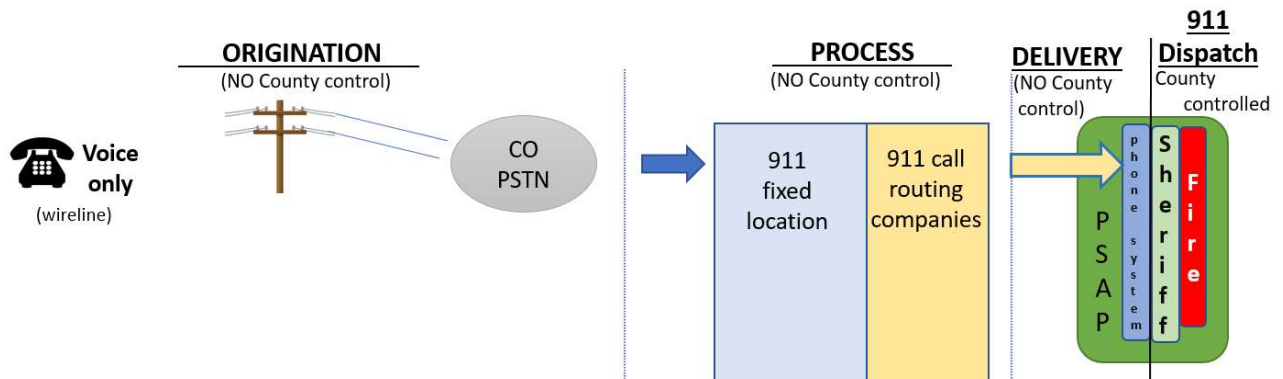 ORIGINATION
(NO County control)
Voice
only
(wireline)
CO
PSTN
PROCESS
(NO County control)
911
fixed
location
911 call
routing
companies
DELIVERY
(NO County
control)
911
Dispatch
County
controlled
PSAP
phone system
Sheriff
Fire